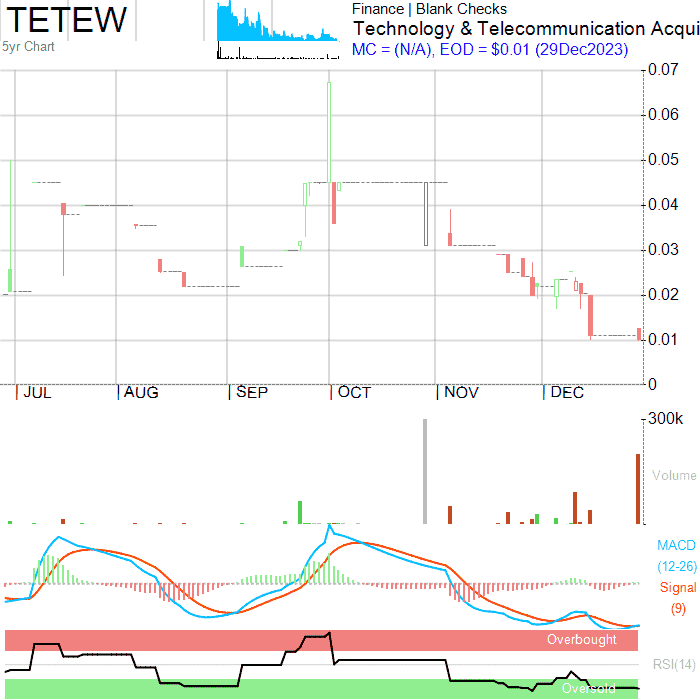 TETEW
5yr Chart
Finance | Blank Checks
Technology & Telecommunication Acqui
MC = (N/A), EOD = $0.01 (29Dec2023)
0.07
0.06
0.05
0.04
0.03
0.02
0.01
0
JUL AUG SEP OCT NOV DEC
300k
Volume
MACD
(12-26)
Signal
(9)
Overbought
RSI(14)
Oversold